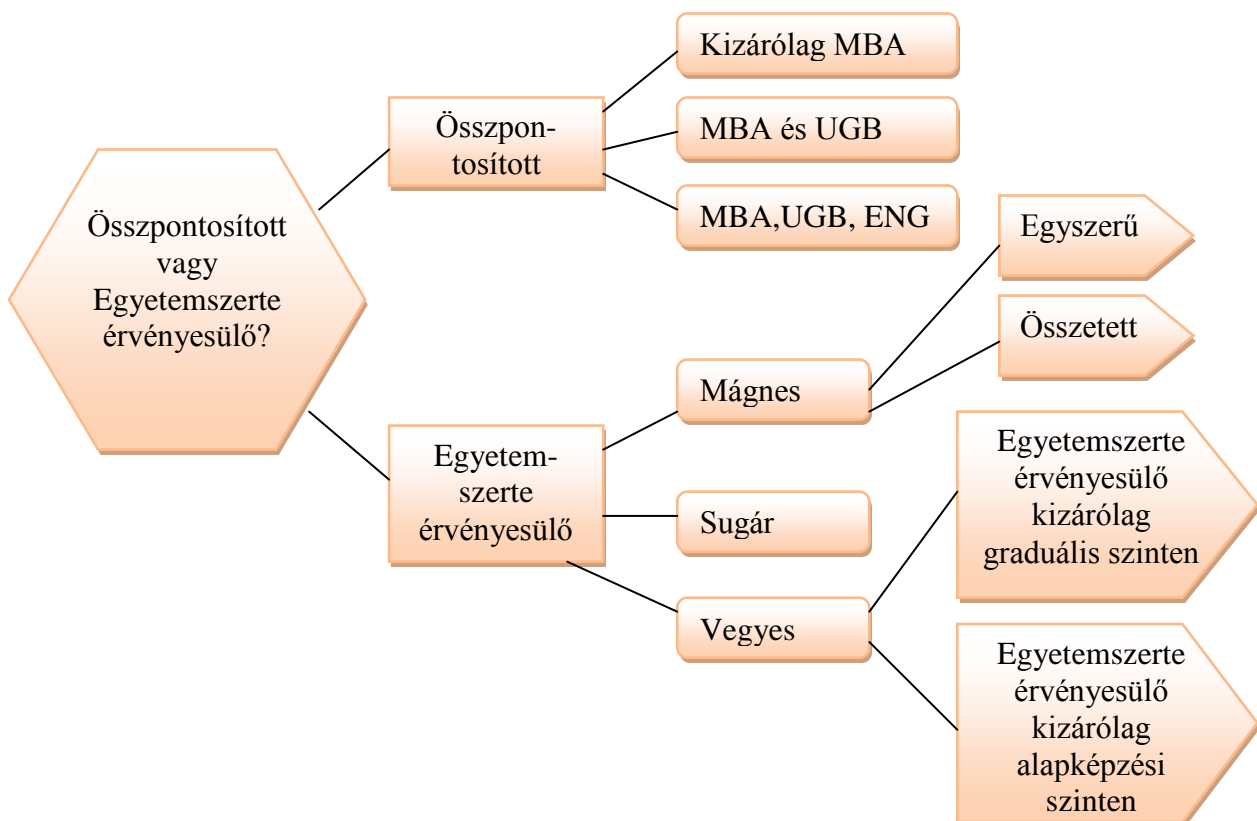 Összpontosított
vagy
Egyetemszerte
érvényesülő?
Összpon-
tosított
Kizárólag MBA
MBA és UGB
MBA,UGB, ENG
Egyetem-
szerte
érvényesülő
Mágnes
Egyszerű
Összetett
Sugár
Vegyes
Egyetemszerte
érvényesülő
kizárólag
graduális szinten
Egyetemszerte
érvényesülő
kizárólag
alapképzési
szinten